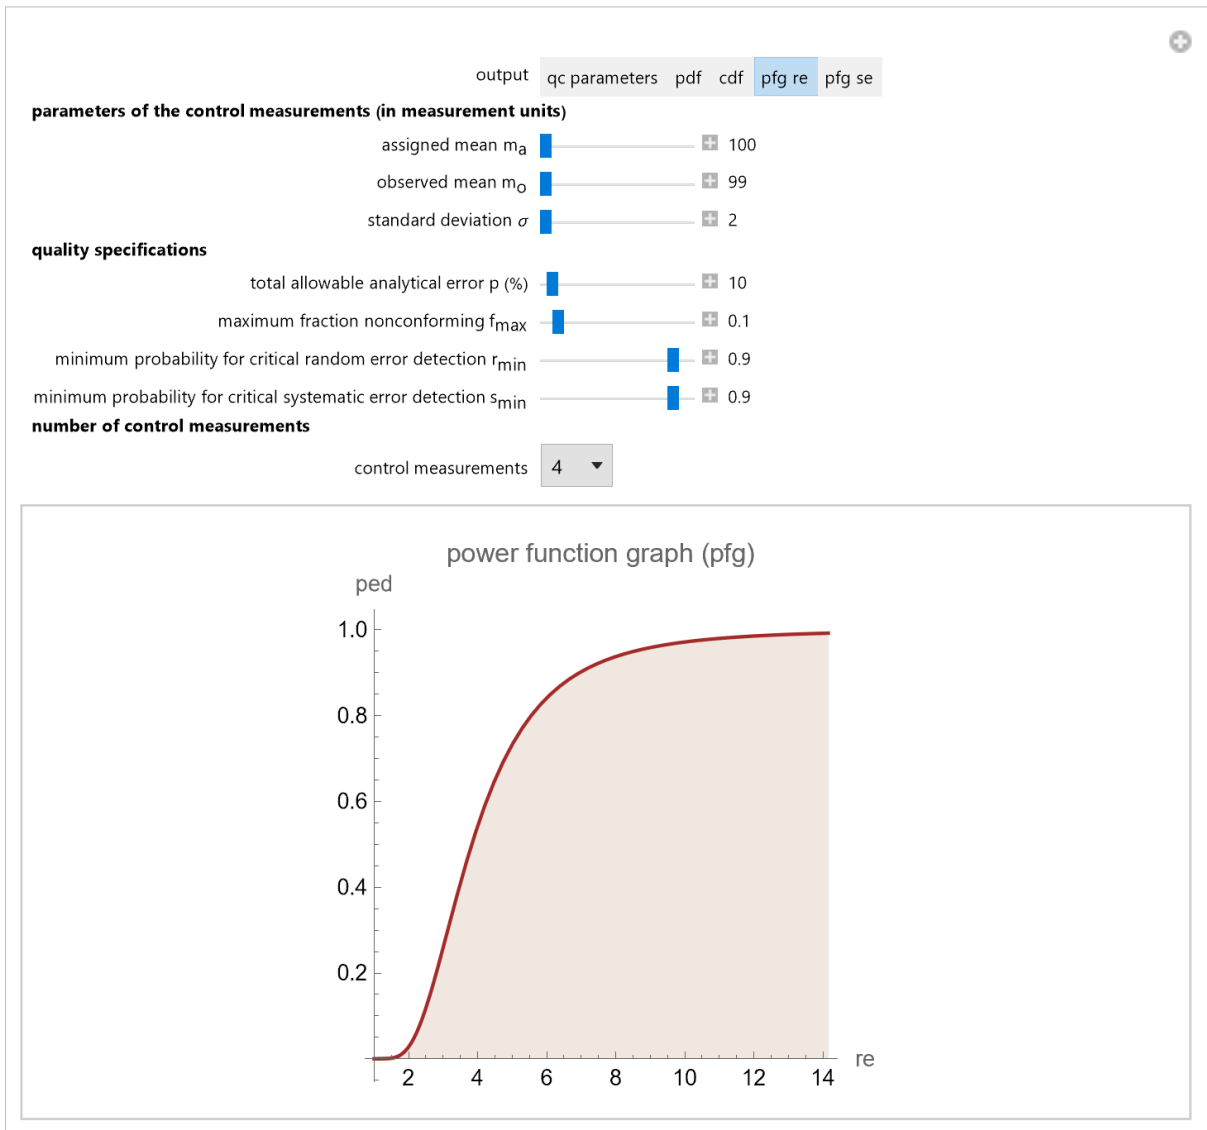 output qc parameters pdf cdf pfg re pfg se
parameters of the control measurements (in measurement units)
assigned mean ma 100
observed mean mo 99
standard deviation σ 2
quality specifications
total allowable analytical error p (%) 10
maximum fraction nonconforming fmax 0.1
minimum probability for critical random error detection rmin 0.9
minimum probability for critical systematic error detection smin 0.9
number of control measurements
control measurements 4
power function graph (pfg)
ped
1.0
0.8
0.6
0.4
0.2
re
2 4 6 8 10 12 14